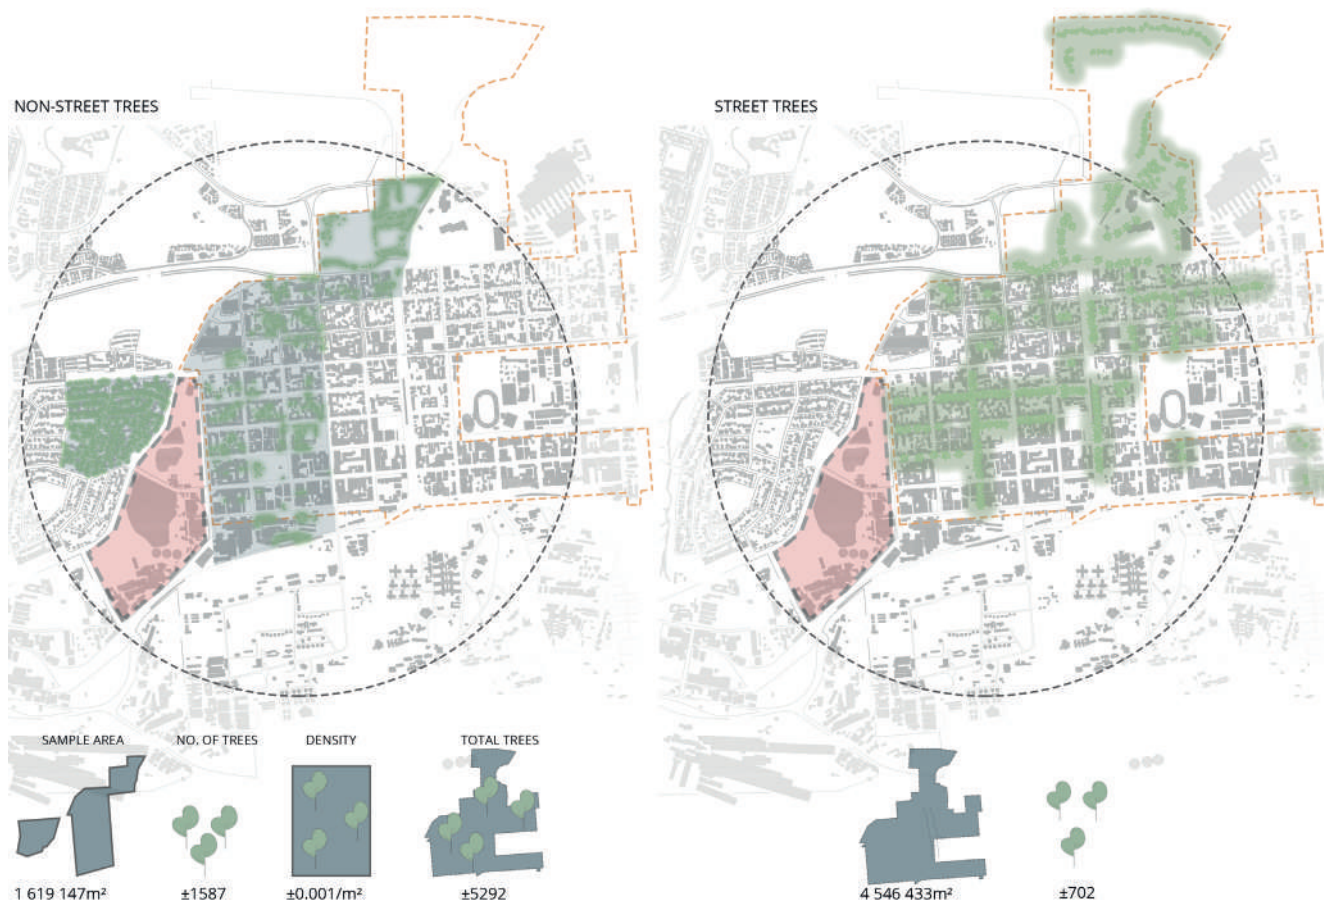 NON-STREET TREES
STREET TREES
SAMPLE AREA
NO. OF TREES
DENSITY
TOTAL TREES
1 619 147m²
±1587
±0.001/m²
±5292
4 546 433m²
±702